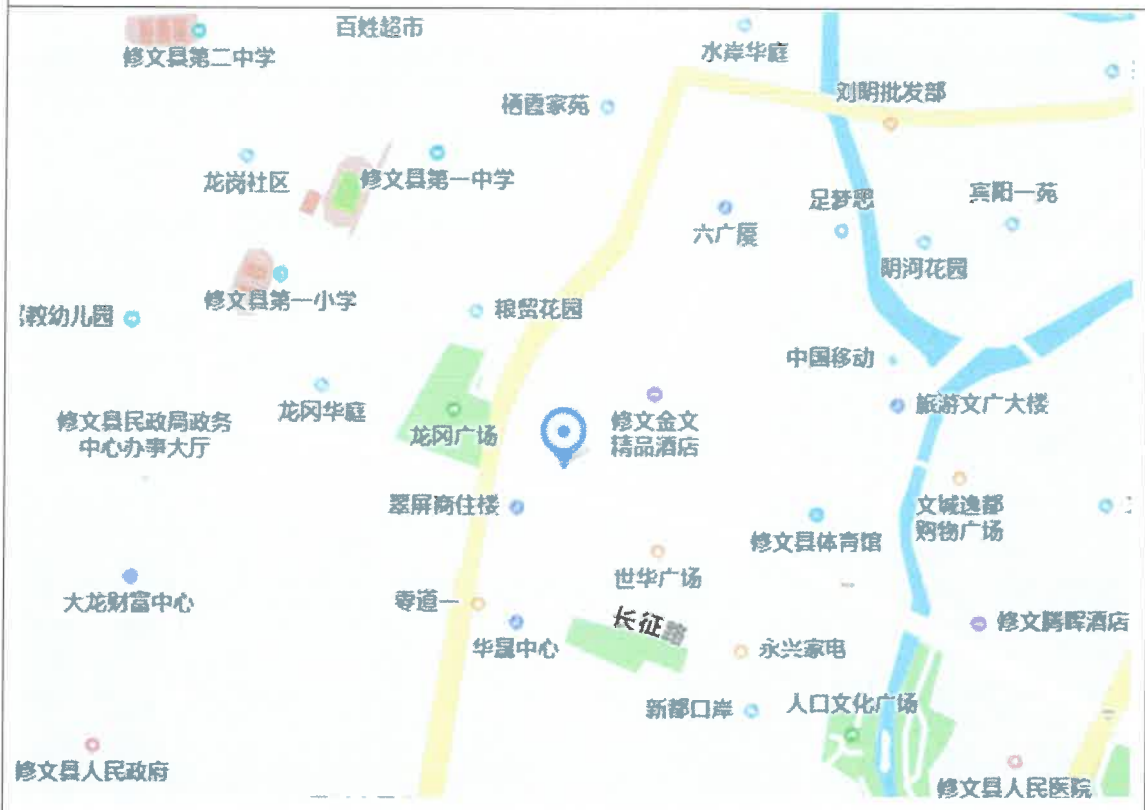 百姓超市
修文县第二中学
水岸华庭
刘明批发部
栖霞家苑
龙岗社区
修文县第一中学
足梦思
宾阳一苑
六广厦
阴河花园
修文县第一小学
教幼儿园
粮贸花园
中国移动
龙冈华庭
修文县民政局政务
中心办事大厅
龙冈广场
修文金文
精品酒店
旅游文广大楼
翠屏商住楼
文城逸都
购物广场
修文县体育馆
世华广场
大龙财富中心
零道一
长征路
修文腾晖酒店
华晟中心
永兴家电
新都口岸
人口文化广场
修文县人民政府
修文县人民医院